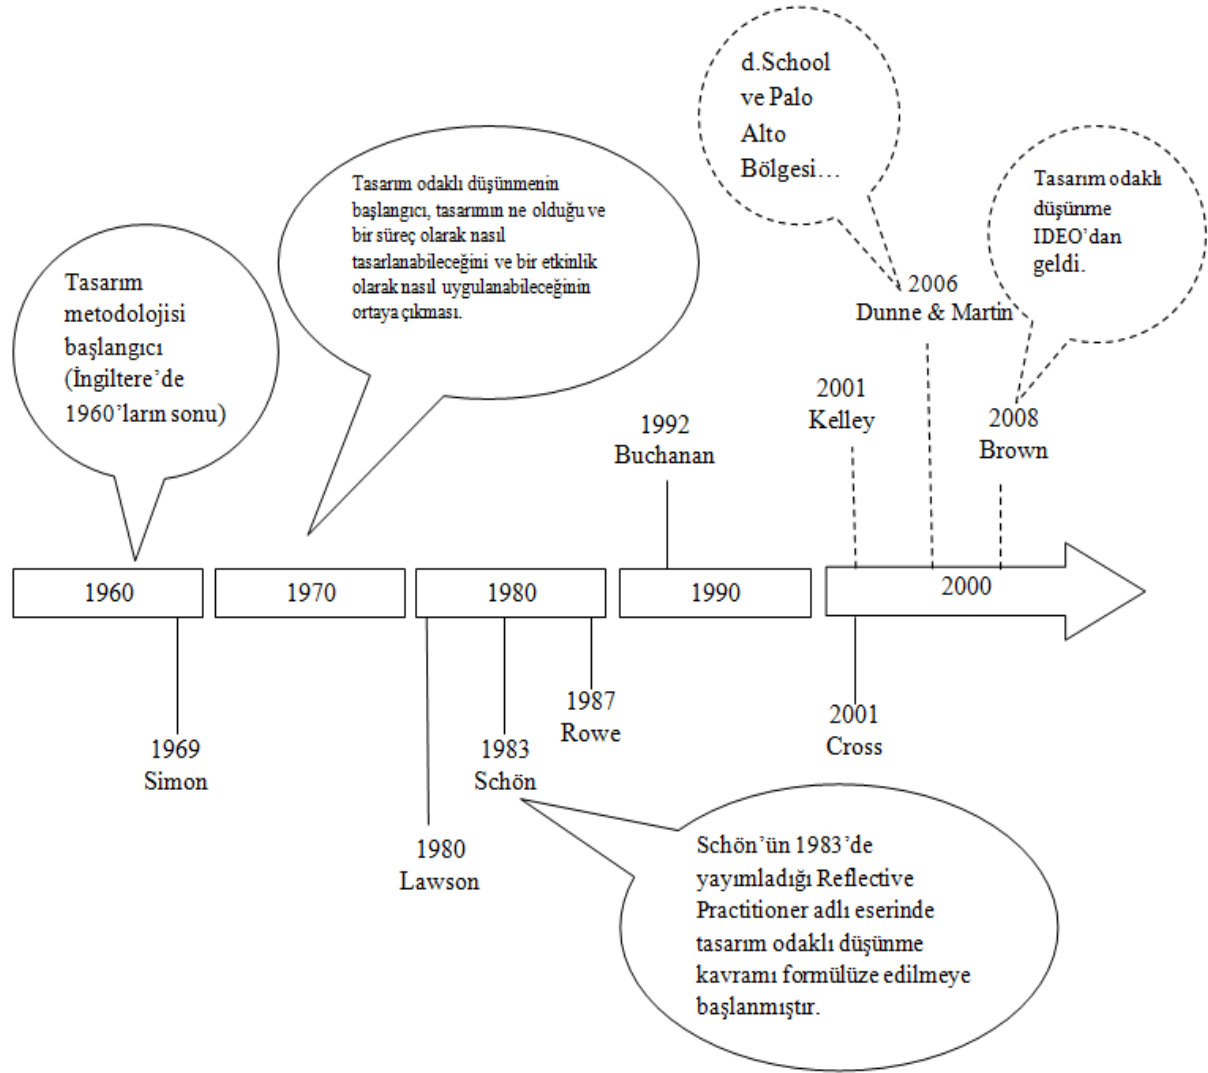 d.School
ve Palo
Alto
Bölgesi…
Tasarım odaklı
düşünme
IDEO’dan
geldi.
Tasarım odaklı düşünmenin
başlangıcı, tasarımın ne olduğu ve
bir süreç olarak nasıl
tasarlanabileceğini ve bir etkinlik
olarak nasıl uygulanabileceğinin
ortaya çıkması.
Tasarım
metodolojisi
başlangıcı
(İngiltere’de
1960’ların sonu)
2006
Dunne & Martin
2001
Kelley
2008
Brown
1992
Buchanan
1960
1970
1980
1990
2000
1969
Simon
1983
Schön
1987
Rowe
2001
Cross
1980
Lawson
Schön’ün 1983’de
yayımladığı Reflective
Practitioner adlı eserinde
tasarım odaklı düşünme
kavramı formülüze edilmeye
başlanmıştır.